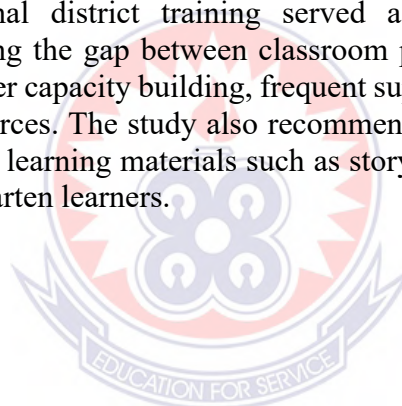 nal district training served a
ng the gap between classroom p
er capacity building, frequent su
rces. The study also recommen
learning materials such as story
arten learners.
EDUCATION FOR SERVICE